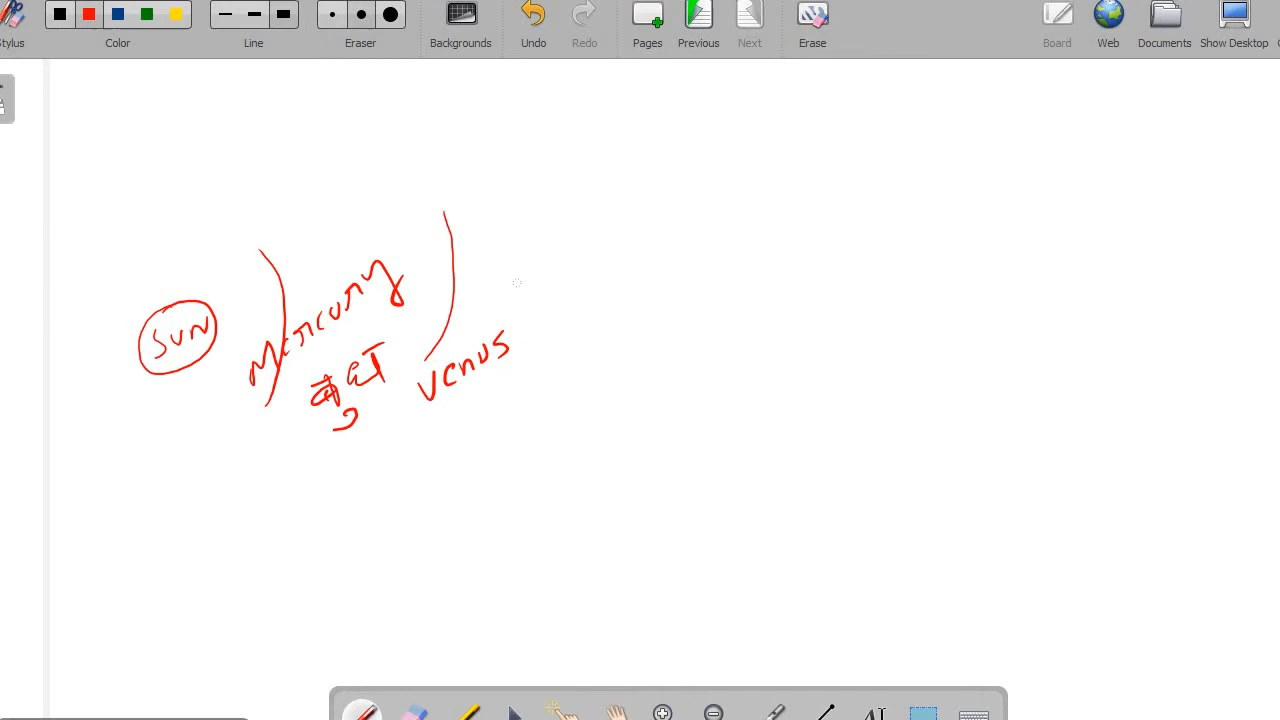 Stylus
Color
Line
Eraser
Backgrounds
Undo
Redo
Pages
Previous
Next
Erase
Board
Web
Documents
Show Desktop
SUN
Mercury
Venus